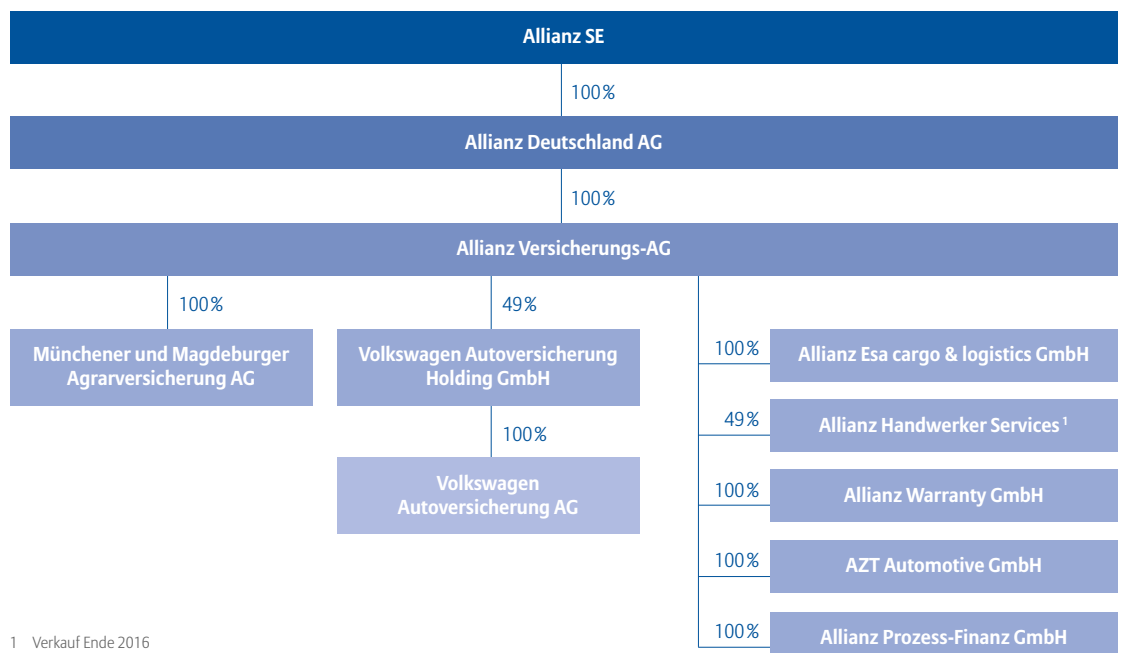 Allianz SE
100%
Allianz Deutschland AG
100%
Allianz Versicherungs-AG
100%
49%
Münchener und Magdeburger
Agrarversicherung AG
Volkswagen Autoversicherung
Holding GmbH
100%
Volkswagen
Autoversicherung AG
100%
Allianz Esa cargo & logistics GmbH
49%
Allianz Handwerker Services ¹
100%
Allianz Warranty GmbH
100%
AZT Automotive GmbH
100%
Allianz Prozess-Finanz GmbH
1 Verkauf Ende 2016